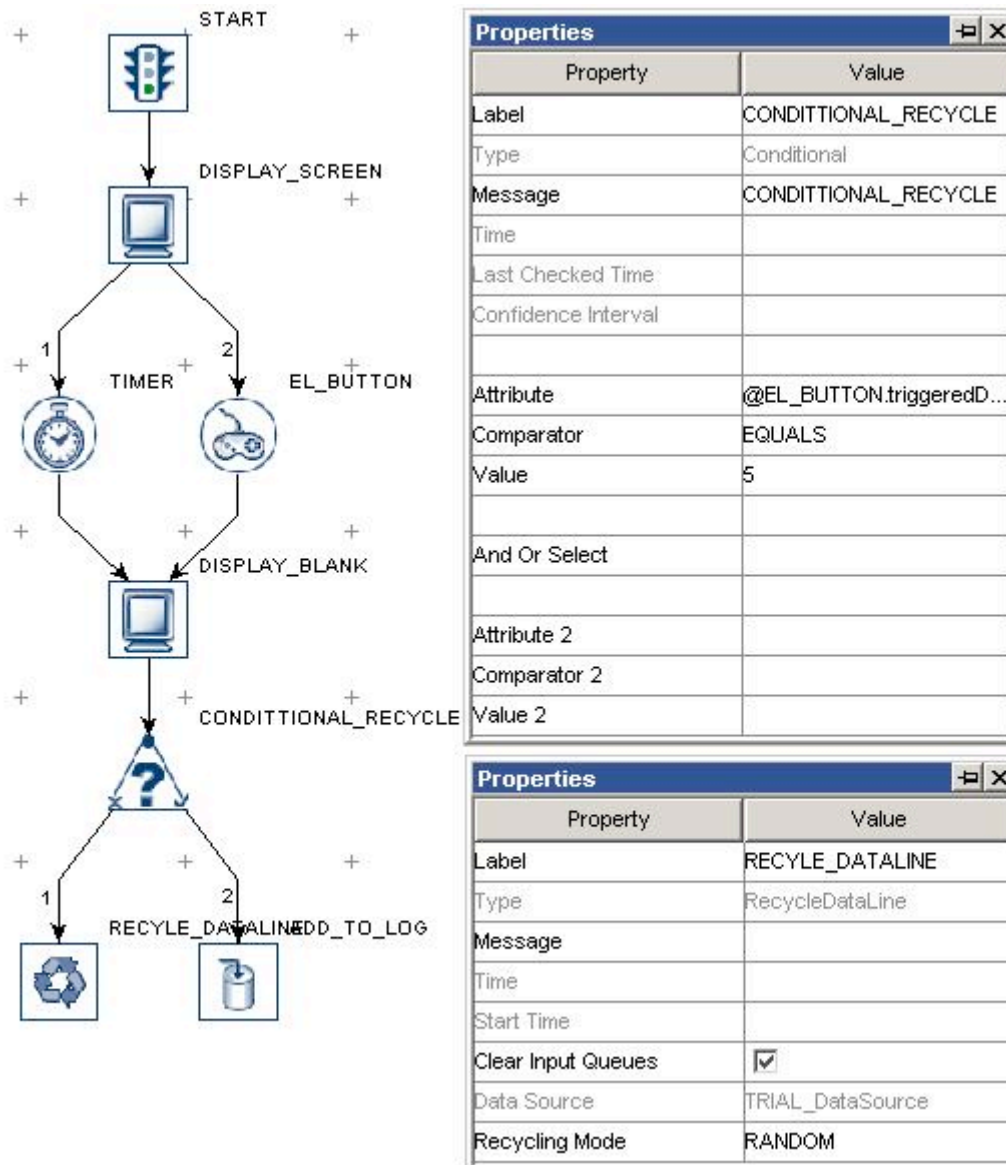 START
DISPLAY_SCREEN
1
2
TIMER
EL_BUTTON
DISPLAY_BLANK
CONDITTIONAL_RECYCLE
1
2
RECYLE_DATALINE
ADD_TO_LOG
Properties
Property Value
Label CONDITTIONAL_RECYCLE
Type Conditional
Message CONDITTIONAL_RECYCLE
Time
Last Checked Time
Confidence Interval
Attribute @EL_BUTTON.triggeredD...
Comparator EQUALS
Value 5
And Or Select
Attribute 2
Comparator 2
Value 2
Properties
Property Value
Label RECYLE_DATALINE
Type RecycleDataLine
Message
Time
Start Time
Clear Input Queues
Data Source TRIAL_DataSource
Recycling Mode RANDOM